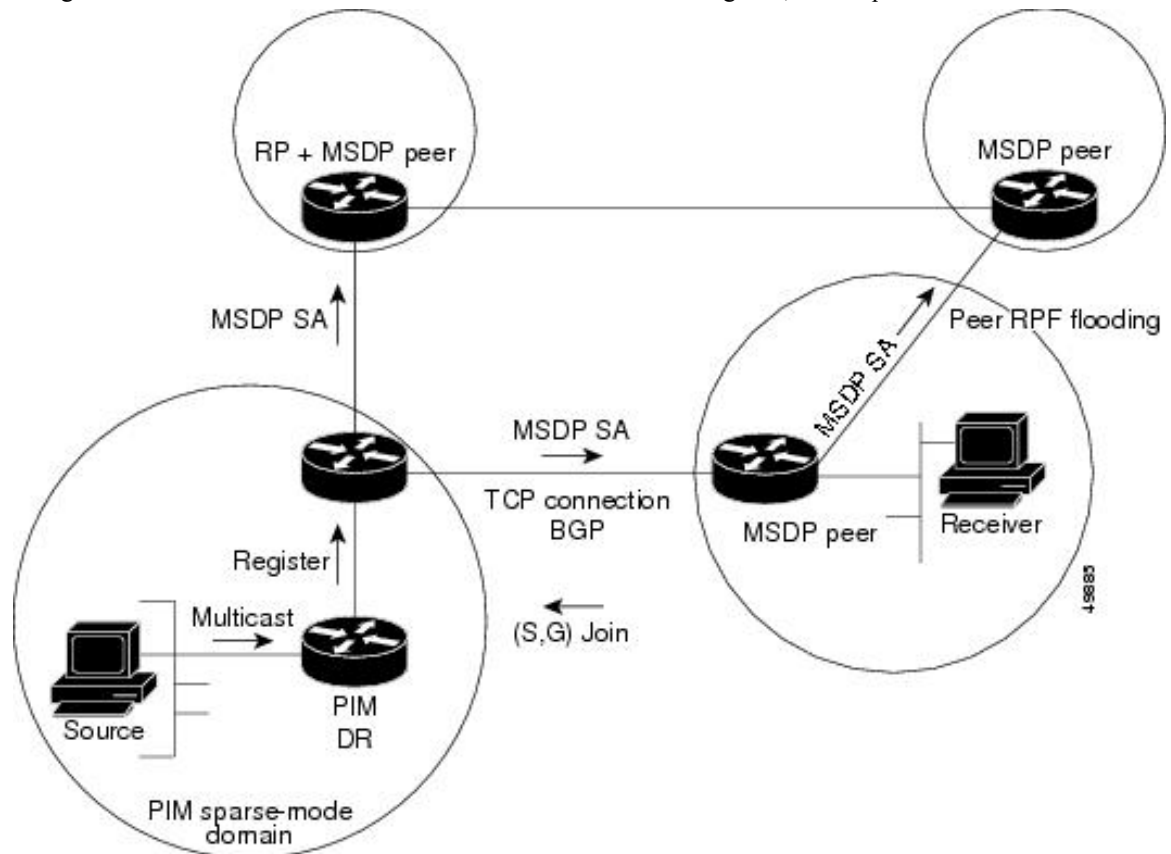 RP + MSDP peer
MSDP peer
MSDP SA
Peer RPF flooding
MSDP SA
MSDP SA
TCP connection
BGP
MSDP peer
Receiver
Register
Multicast
(S,G) Join
49885
Source
PIM
DR
PIM sparse-mode
domain